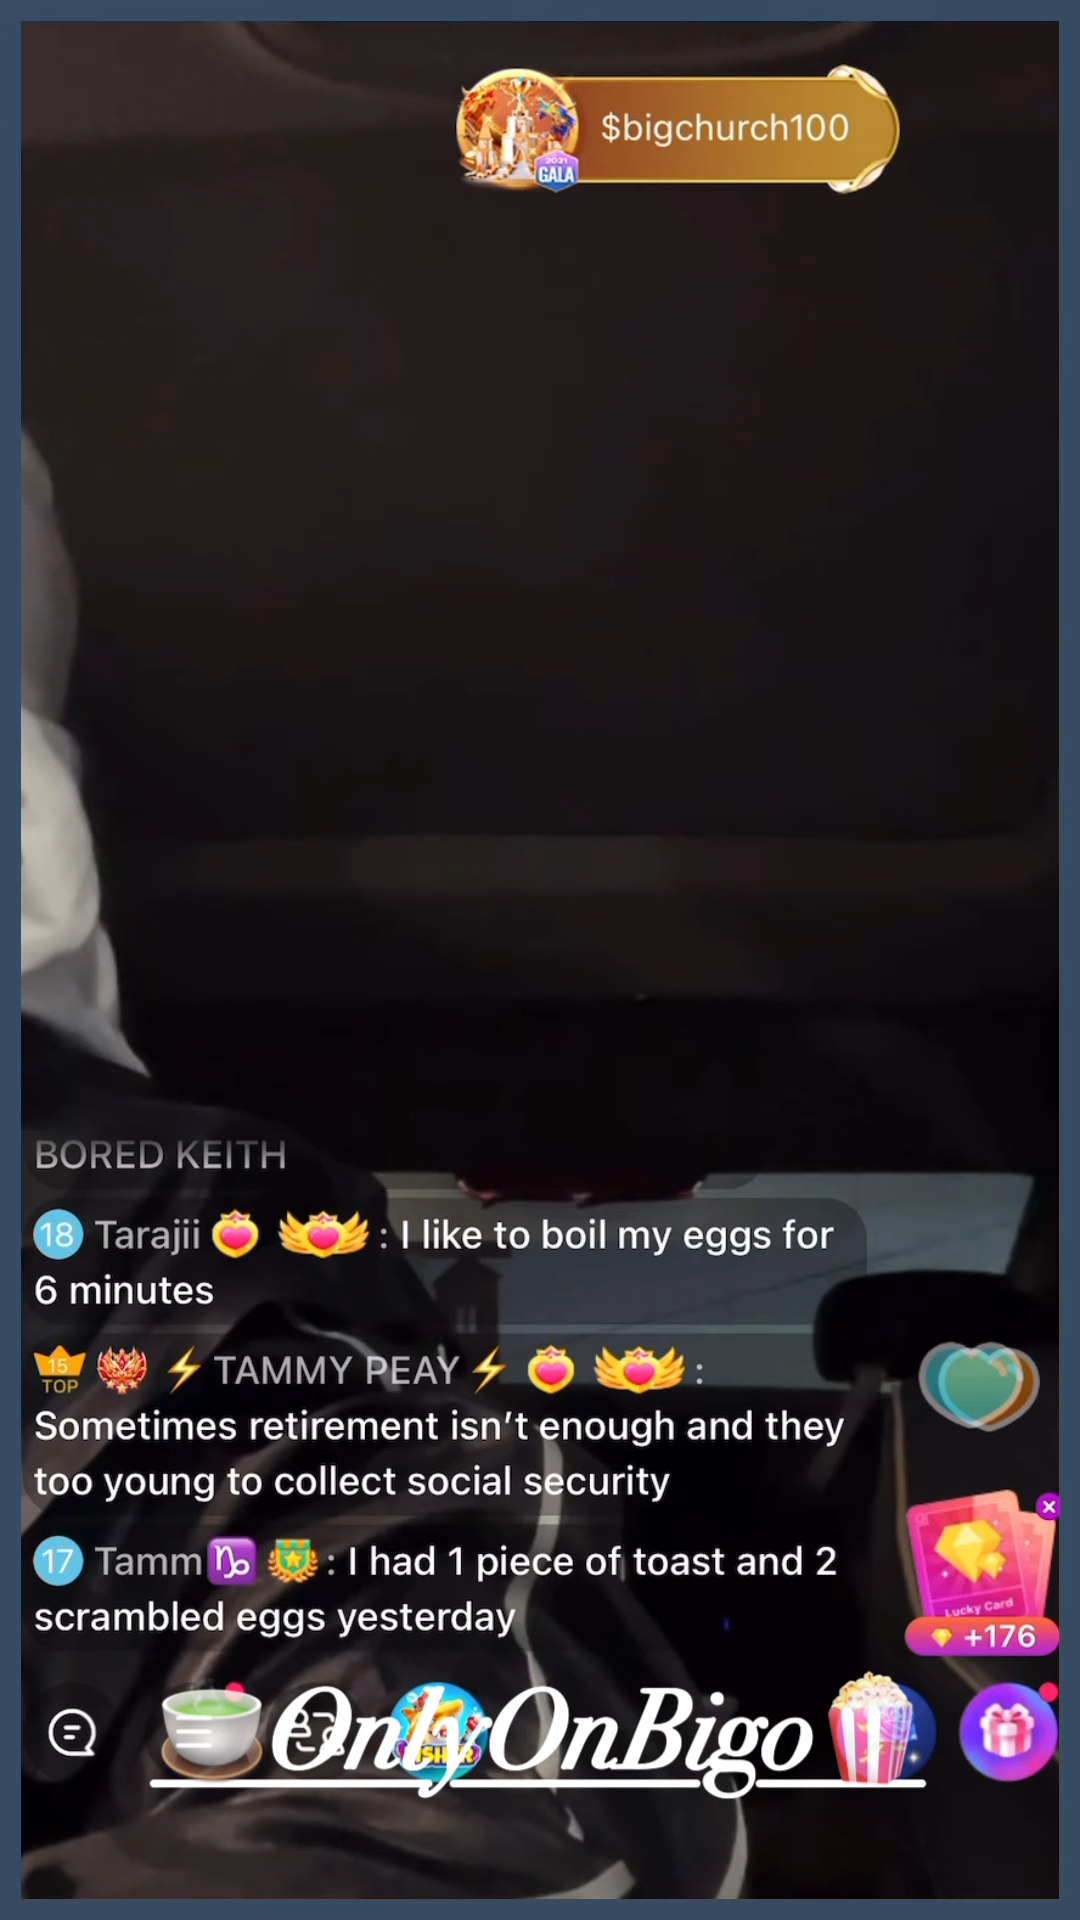 $bigchurch100
2021
GALA
BORED KEITH
18 Tarajii : I like to boil my eggs for
6 minutes
15
TOP
⚡ TAMMY PEAY ⚡ :
Sometimes retirement isn’t enough and they
too young to collect social security
17 Tamm♑ : I had 1 piece of toast and 2
scrambled eggs yesterday
Lucky Card
+176
OnlyOnBigo